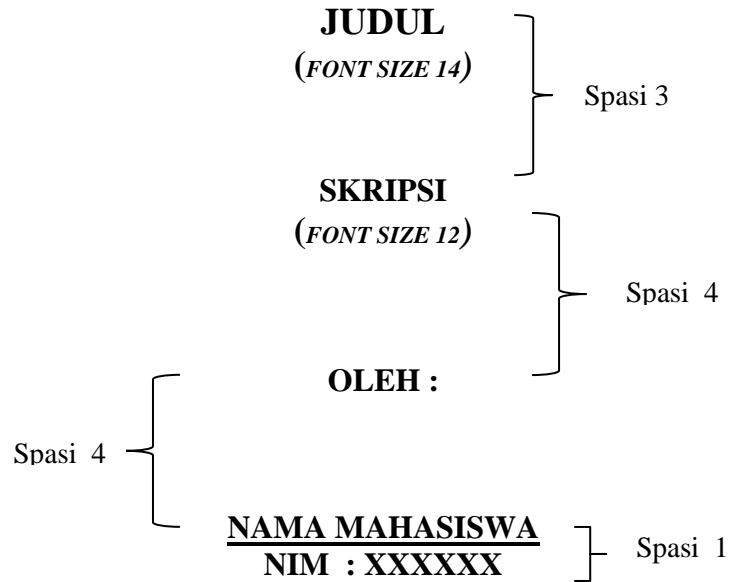 JUDUL
(FONT SIZE 14)
Spasi 3
SKRIPSI
(FONT SIZE 12)
Spasi 4
OLEH :
Spasi 4
NAMA MAHASISWA
NIM : XXXXXX
Spasi 1